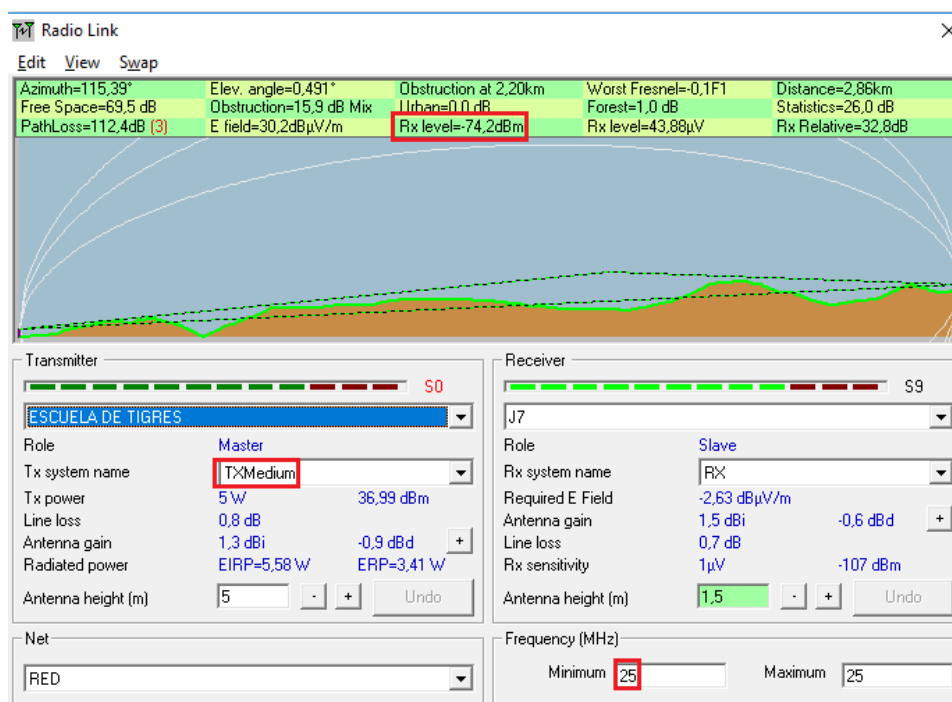 Radio Link
Edit View Swap
Azimuth=115,39° Elev. angle=0,491° Obstruction at 2,20km Worst Fresnel=-0,1F1 Distance=2,86km
Free Space=69,5 dB Obstruction=15,9 dB Mix Urban=0,0 dB Forest=1,0 dB Statistics=26,0 dB
PathLoss=112,4dB (3) E field=30,2dBµV/m Rx level=-74,2dBm Rx level=43,88µV Rx Relative=32,8dB
Transmitter
S0
ESCUELA DE TIGRES
Role Master
Tx system name TXMedium
Tx power 5 W 36,99 dBm
Line loss 0,8 dB
Antenna gain 1,3 dBi -0,9 dBd +
Radiated power EIRP=5,58 W ERP=3,41 W
Antenna height (m) 5 - + Undo
Net
RED
Receiver
S9
J7
Role Slave
Rx system name RX
Required E Field -2,63 dBµV/m
Antenna gain 1,5 dBi -0,6 dBd +
Line loss 0,7 dB
Rx sensitivity 1µV -107 dBm
Antenna height (m) 1,5 - + Undo
Frequency (MHz)
Minimum 25 Maximum 25